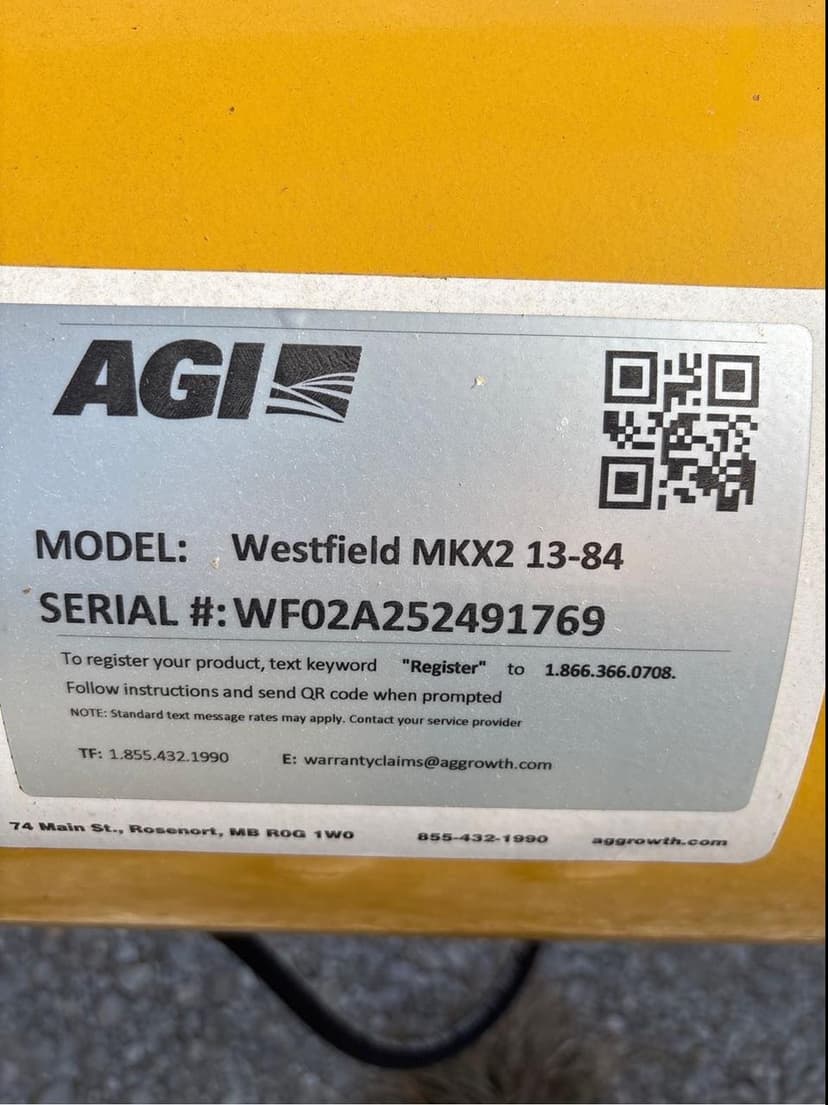 AGI
MODEL: Westfield MKX2 13-84
SERIAL #: WF02A252491769
To register your product, text keyword "Register" to 1.866.366.0708.
Follow instructions and send QR code when prompted
NOTE: Standard text message rates may apply. Contact your service provider
TF: 1.855.432.1990 E: warrantyclaims@aggrowth.com
74 Main St., Rosenort, MB R0G 1W0 855-432-1990 aggrowth.com